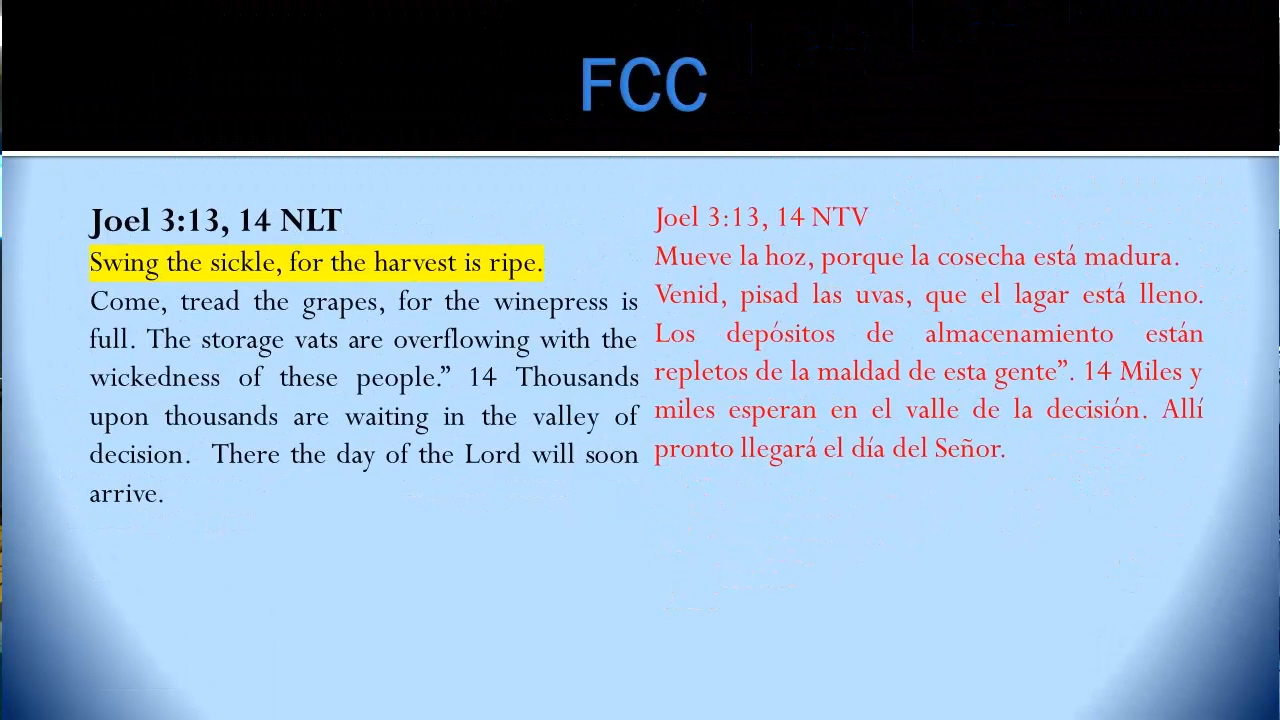 FCC
Joel 3:13, 14 NLT
Swing the sickle, for the harvest is ripe.
Come, tread the grapes, for the winepress is
full. The storage vats are overflowing with the
wickedness of these people.” 14 Thousands
upon thousands are waiting in the valley of
decision.  There the day of the Lord will soon
arrive.
Joel 3:13, 14 NTV
Mueve la hoz, porque la cosecha está madura.
Venid, pisad las uvas, que el lagar está lleno.
Los depósitos de almacenamiento están
repletos de la maldad de esta gente”. 14 Miles y
miles esperan en el valle de la decisión. Allí
pronto llegará el día del Señor.